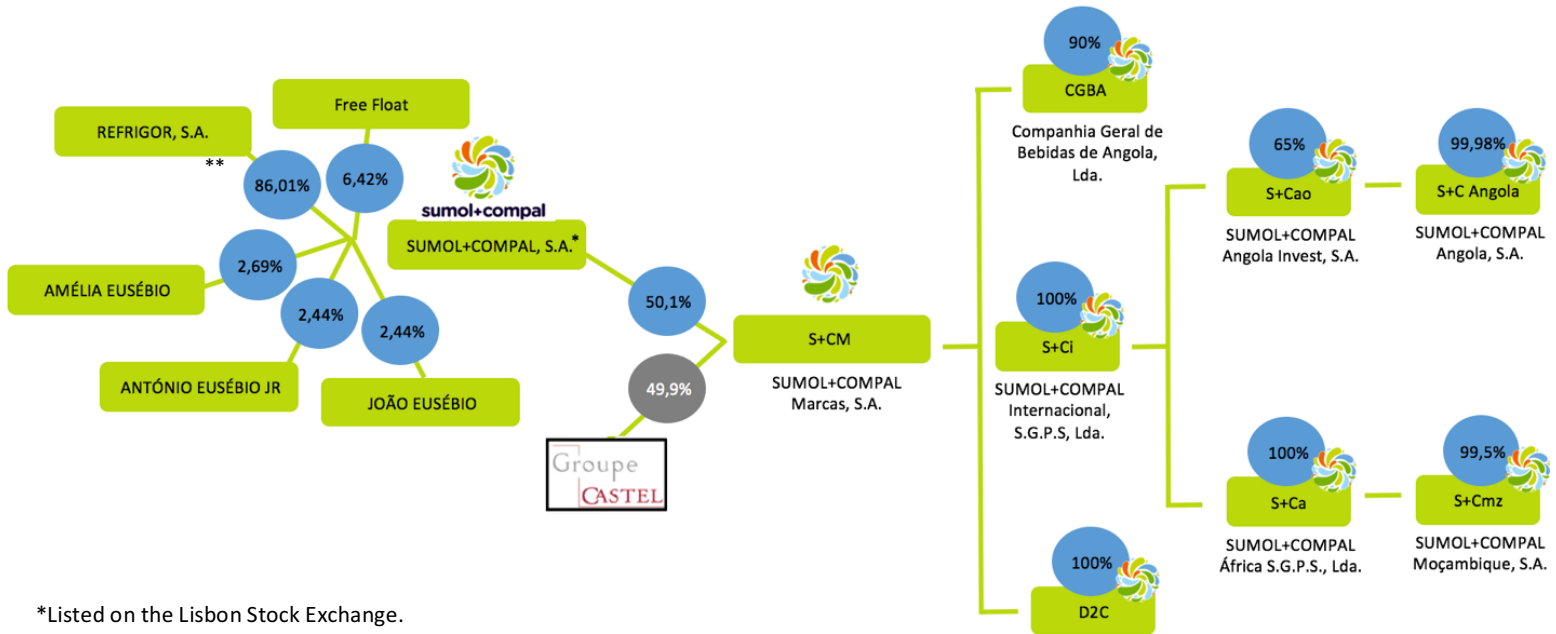 Free Float
REFRIGOR, S.A.
**
86,01%
6,42%
2,69%
AMÉLIA EUSÉBIO
2,44%
2,44%
ANTÓNIO EUSÉBIO JR
JOÃO EUSÉBIO
sumol+compal
SUMOL+COMPAL, S.A.*
50,1%
49,9%
Groupe
CASTEL
S+CM
SUMOL+COMPAL
Marcas, S.A.
90%
CGBA
Companhia Geral de
Bebidas de Angola,
Lda.
100%
S+Ci
SUMOL+COMPAL
Internacional,
S.G.P.S, Lda.
100%
D2C
65%
S+Cao
SUMOL+COMPAL
Angola Invest, S.A.
99,98%
S+C Angola
SUMOL+COMPAL
Angola, S.A.
100%
S+Ca
SUMOL+COMPAL
África S.G.P.S., Lda.
99,5%
S+Cmz
SUMOL+COMPAL
Moçambique, S.A.
*Listed on the Lisbon Stock Exchange.